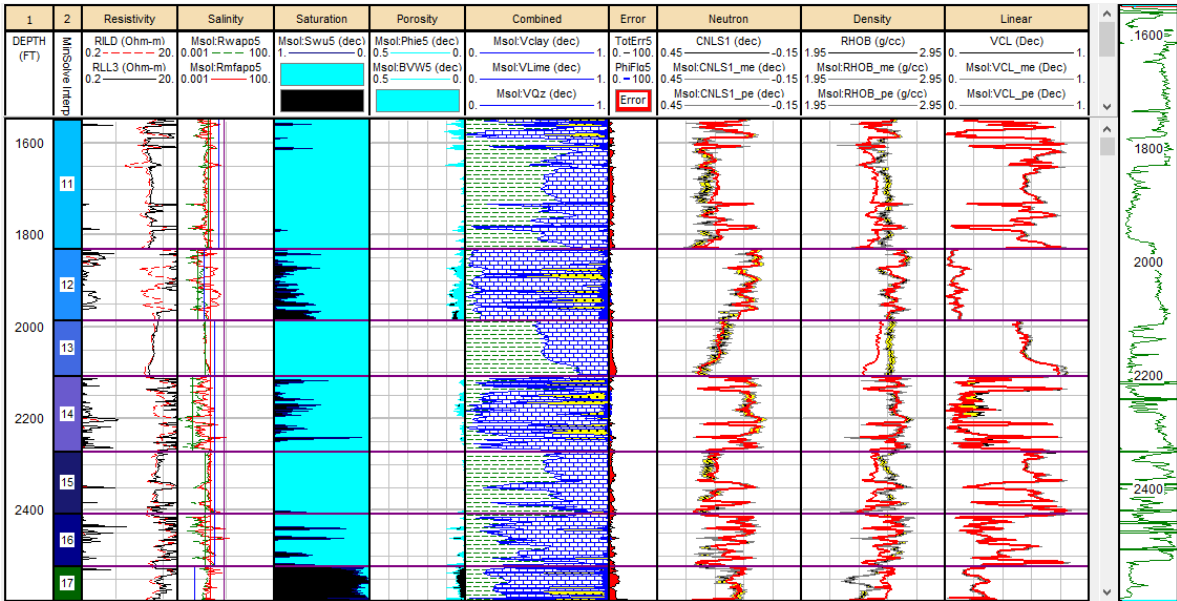 1 2 Resistivity Salinity Saturation Porosity Combined Error Neutron Density Linear
DEPTH (FT)
MinSolve Interp
RILD (Ohm-m)
0.2 20.
RLL3 (Ohm-m)
0.2 20.
Msol:Rwapp5
0.001 100.
Msol:Rmfapp5
0.001 100.
Msol:Swu5 (dec)
1. 0.
Msol:Phie5 (dec)
0.5 0.
Msol:BVW5 (dec)
0.5 0.
Msol:Vclay (dec)
0. 1.
Msol:VLime (dec)
0. 1.
Msol:VQz (dec)
0. 1.
TotErr5
0. 100.
PhiFlg5
0. 100.
Error
CNLS1 (dec)
0.45 -0.15
Msol:CNLS1_me (dec)
0.45 -0.15
Msol:CNLS1_pe (dec)
0.45 -0.15
RHOB (g/cc)
1.95 2.95
Msol:RHOB_me (g/cc)
1.95 2.95
Msol:RHOB_pe (g/cc)
1.95 2.95
VCL (Dec)
0. 1.
Msol:VCL_me (Dec)
0. 1.
Msol:VCL_pe (Dec)
0. 1.
1600
11
1800
12
2000
13
14
2200
15
2400
16
17
1600
1800
2000
2200
2400